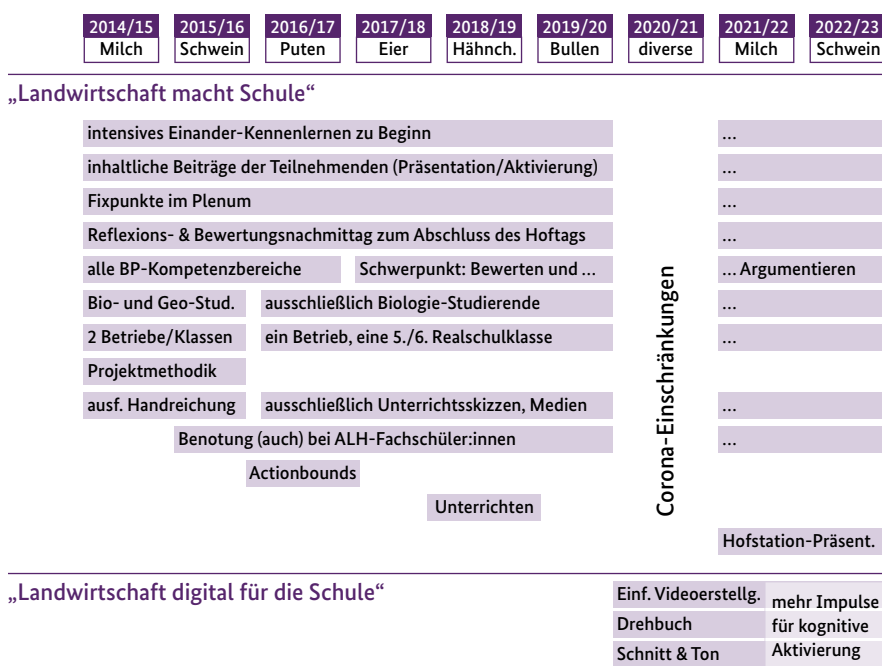 2014/15 2015/16 2016/17 2017/18 2018/19 2019/20 2020/21 2021/22 2022/23
Milch Schwein Puten Eier Hähnch. Bullen diverse Milch Schwein
„Landwirtschaft macht Schule“
intensives Einander-Kennenlernen zu Beginn ...
inhaltliche Beiträge der Teilnehmenden (Präsentation/Aktivierung) ...
Fixpunkte im Plenum ...
Reflexions- & Bewertungsnachmittag zum Abschluss des Hoftags ...
alle BP-Kompetenzbereiche Schwerpunkt: Bewerten und ... ... Argumentieren
Bio- und Geo-Stud. ausschließlich Biologie-Studierende ...
2 Betriebe/Klassen ein Betrieb, eine 5./6. Realschulklasse ...
Projektmethodik
ausf. Handreichung ausschließlich Unterrichtsskizzen, Medien ...
Benotung (auch) bei ALH-Fachschüler:innen ...
Actionbounds
Unterrichten
Corona-Einschränkungen
Hofstation-Präsent.
„Landwirtschaft digital für die Schule“
Einf. Videoerstellg.
Drehbuch
Schnitt & Ton
mehr Impulse
für kognitive
Aktivierung